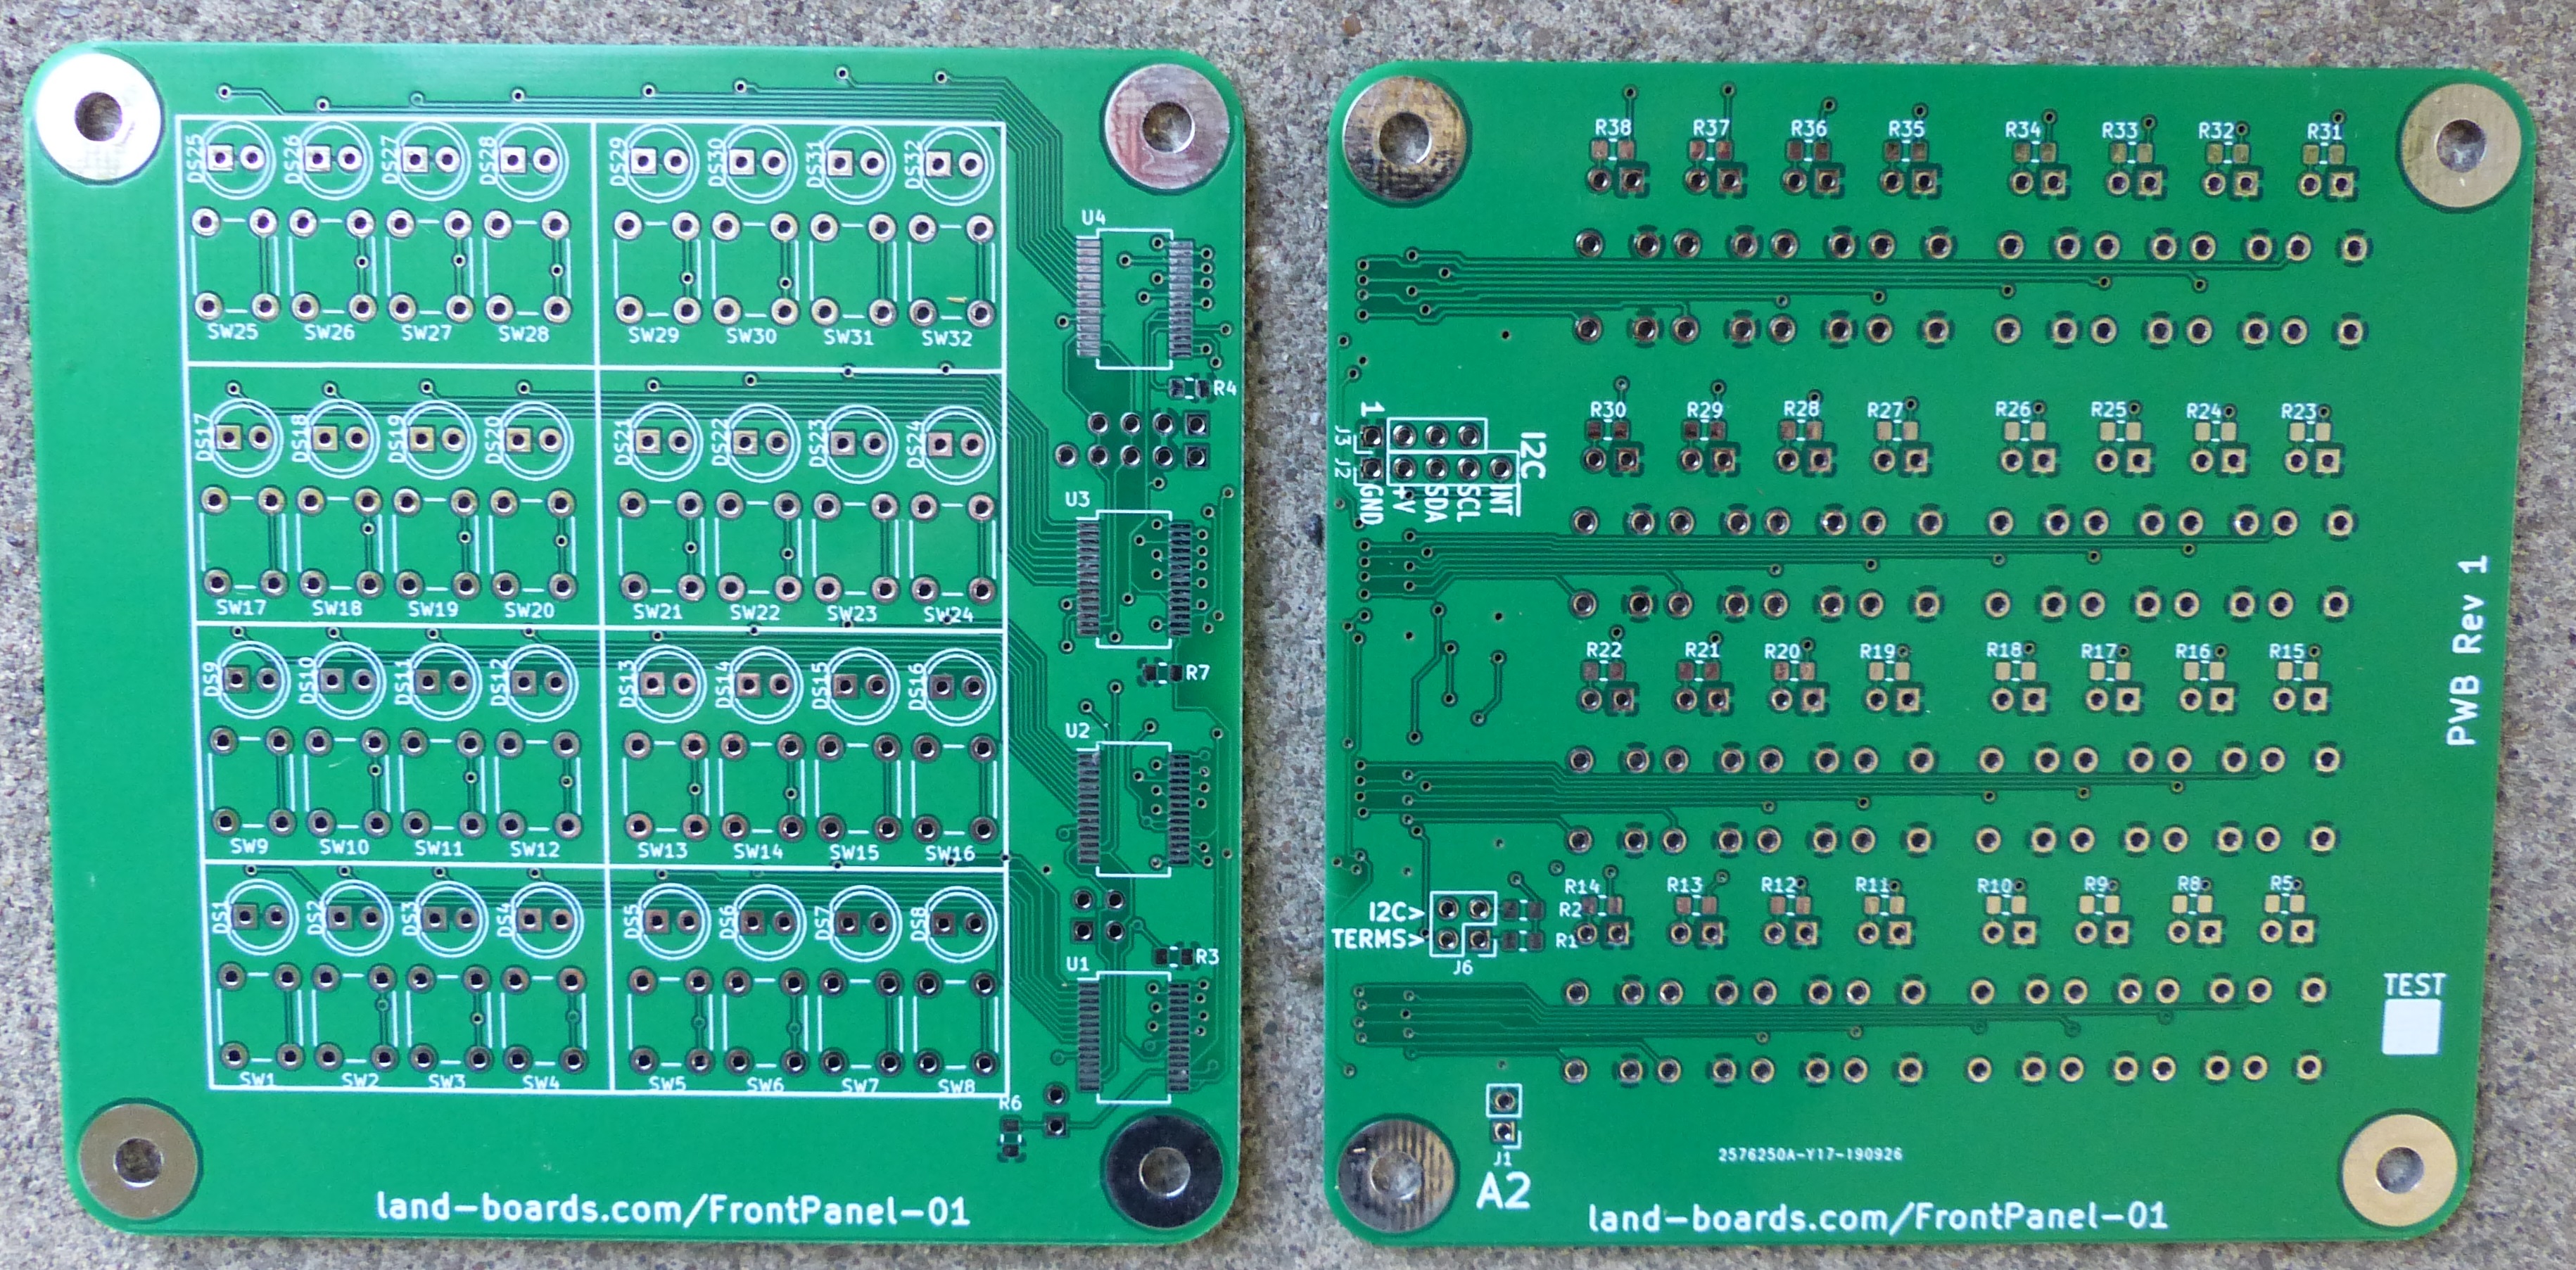 DS25 DS26 DS27 DS28 DS29 DS30 DS31 DS32
U4
SW25 SW26 SW27 SW28 SW29 SW30 SW31 SW32
R4
DS17 DS18 DS19 DS20 DS21 DS22 DS23 DS24
U3
SW17 SW18 SW19 SW20 SW21 SW22 SW23 SW24
DS9 DS10 DS11 DS12 DS13 DS14 DS15 DS16
R7
U2
SW9 SW10 SW11 SW12 SW13 SW14 SW15 SW16
DS1 DS2 DS3 DS4 DS5 DS6 DS7 DS8
R3
U1
SW1 SW2 SW3 SW4 SW5 SW6 SW7 SW8
R6
land-boards.com/FrontPanel-01
R38 R37 R36 R35 R34 R33 R32 R31
R30 R29 R28 R27 R26 R25 R24 R23
1
J3
J2
I2C
GND
+V
SDA
SCL
INT
PWB Rev 1
R22 R21 R20 R19 R18 R17 R16 R15
R14 R13 R12 R11 R10 R9 R8 R5
I2C> R2
TERMS> R1
J6
TEST
J1
A2
2576250A-Y17-190926
land-boards.com/FrontPanel-01